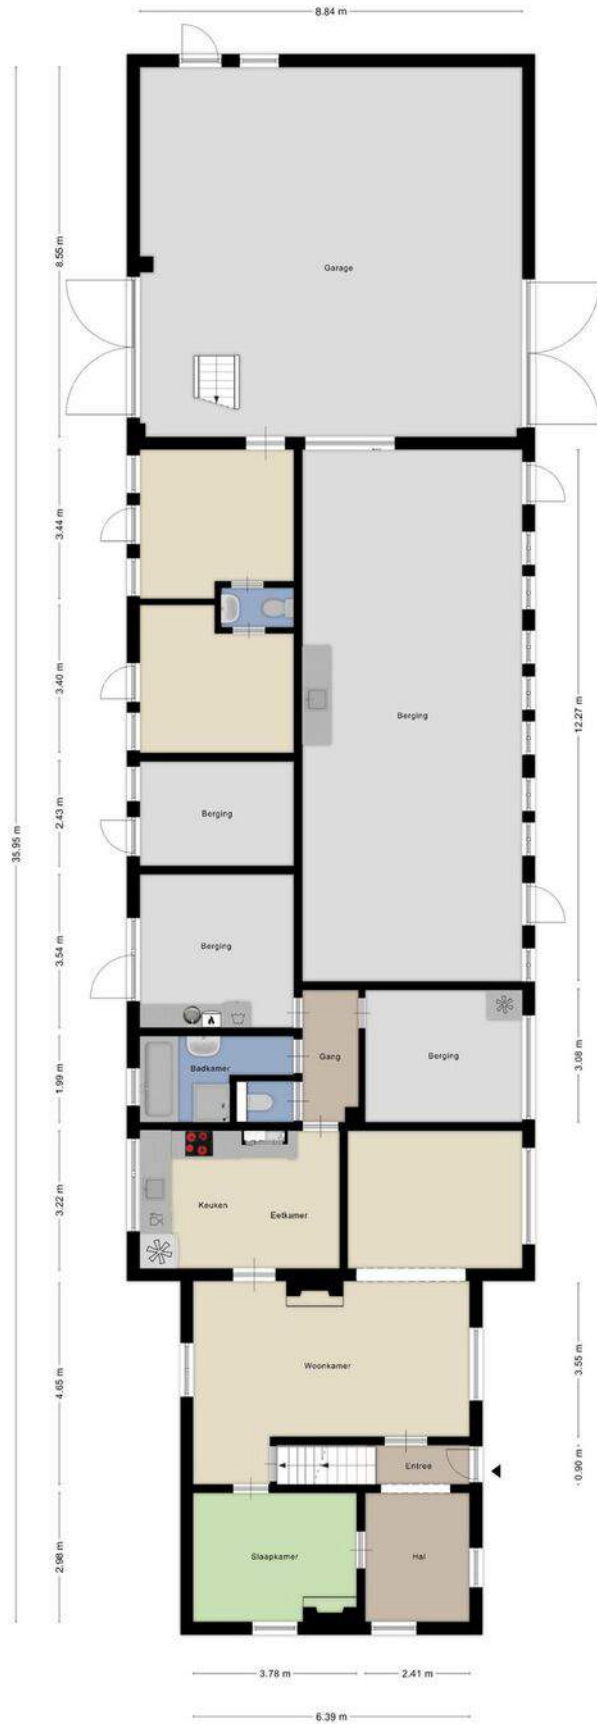 8.84 m
8.55 m
Garage
3.44 m
3.40 m
12.27 m
Berging
2.43 m
Berging
35.95 m
3.54 m
Berging
Gang
Berging
3.08 m
1.99 m
Badkamer
3.22 m
Keuken
Eetkamer
4.65 m
Woonkamer
3.55 m
Entree
0.90 m
2.98 m
Slaapkamer
Hal
3.78 m
2.41 m
6.39 m